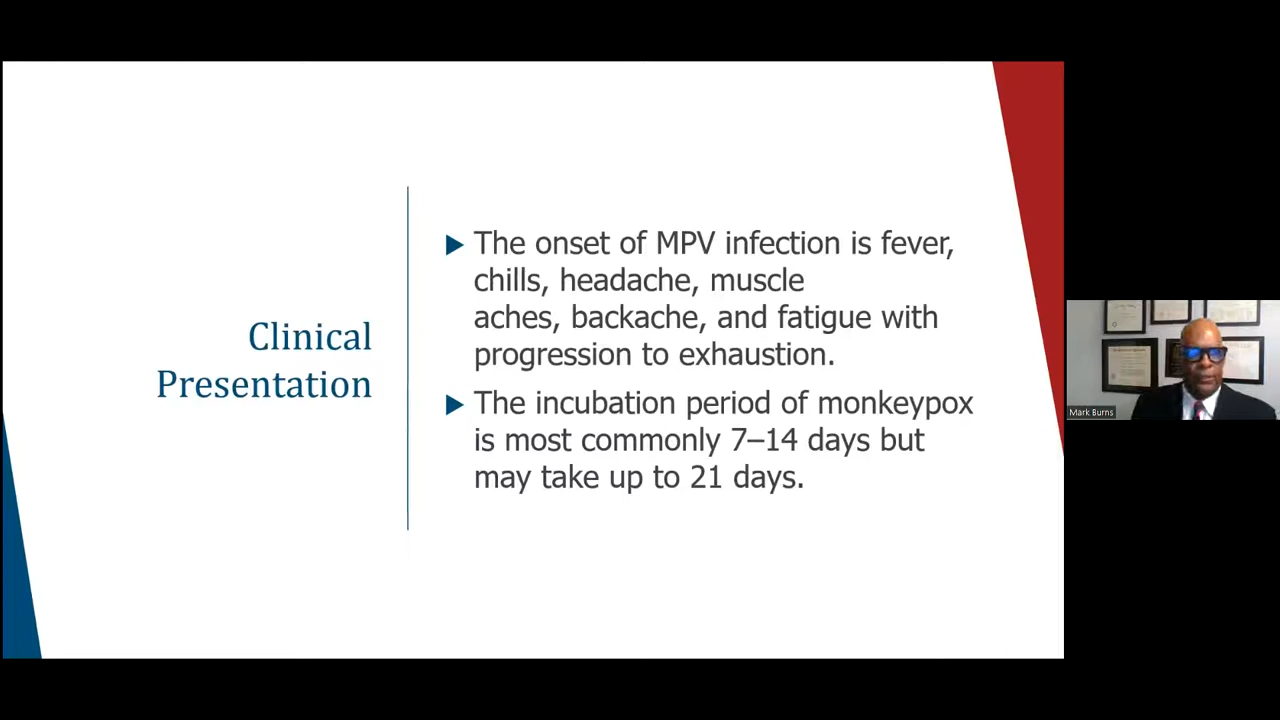 Clinical
Presentation
The onset of MPV infection is fever,
chills, headache, muscle
aches, backache, and fatigue with
progression to exhaustion.
The incubation period of monkeypox
is most commonly 7–14 days but
may take up to 21 days.
Mark Burns